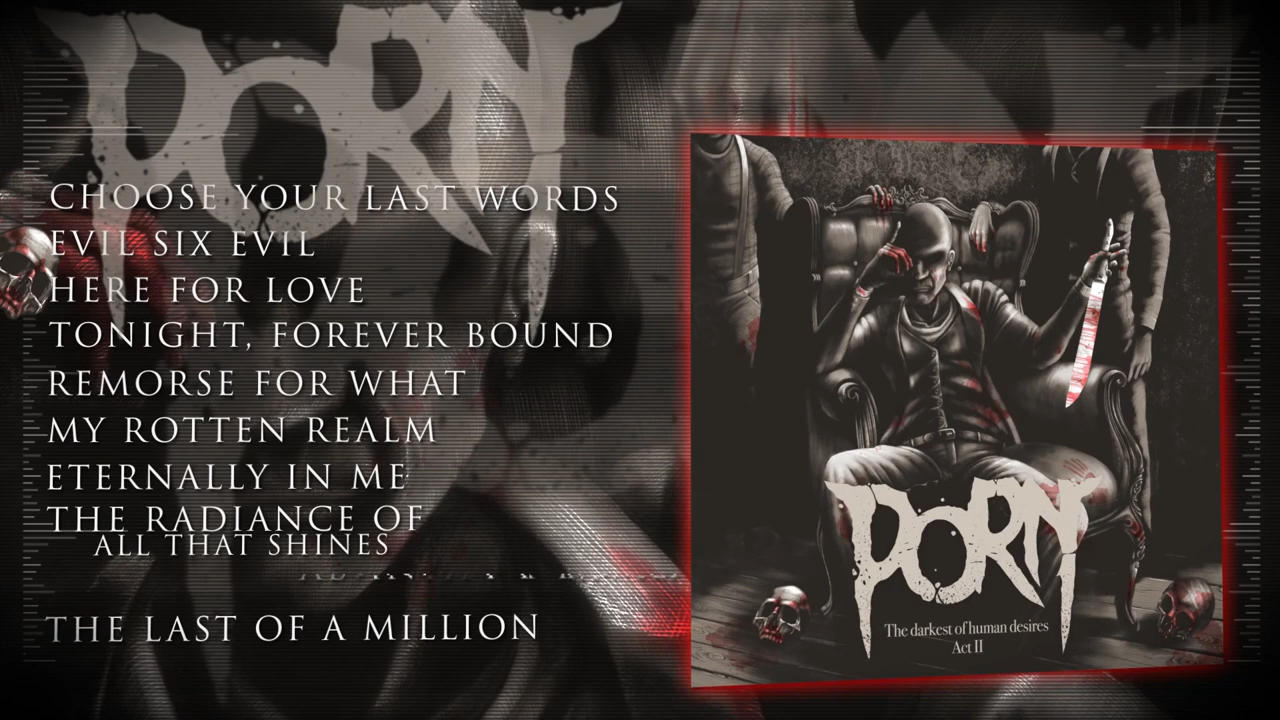 PORN
CHOOSE YOUR LAST WORDS
EVIL SIX EVIL
HERE FOR LOVE
TONIGHT, FOREVER BOUND
REMORSE FOR WHAT
MY ROTTEN REALM
ETERNALLY IN ME
THE RADIANCE OF
ALL THAT SHINES
THE LAST OF A MILLION
PORN
The darkest of human desires
Act II